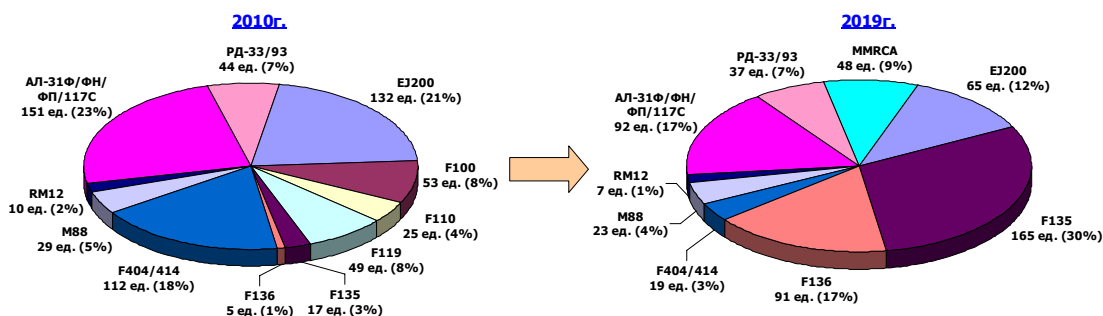 2010г.
РД-33/93
44 ед. (7%)
EJ200
132 ед. (21%)
F100
53 ед. (8%)
F110
25 ед. (4%)
F119
49 ед. (8%)
F135
17 ед. (3%)
F136
5 ед. (1%)
F404/414
112 ед. (18%)
M88
29 ед. (5%)
RM12
10 ед. (2%)
АЛ-31Ф/ФН/
ФП/117С
151 ед. (23%)
2019г.
РД-33/93
37 ед. (7%)
MMRCA
48 ед. (9%)
EJ200
65 ед. (12%)
F135
165 ед. (30%)
F136
91 ед. (17%)
F404/414
19 ед. (3%)
M88
23 ед. (4%)
RM12
7 ед. (1%)
АЛ-31Ф/ФН/
ФП/117С
92 ед. (17%)